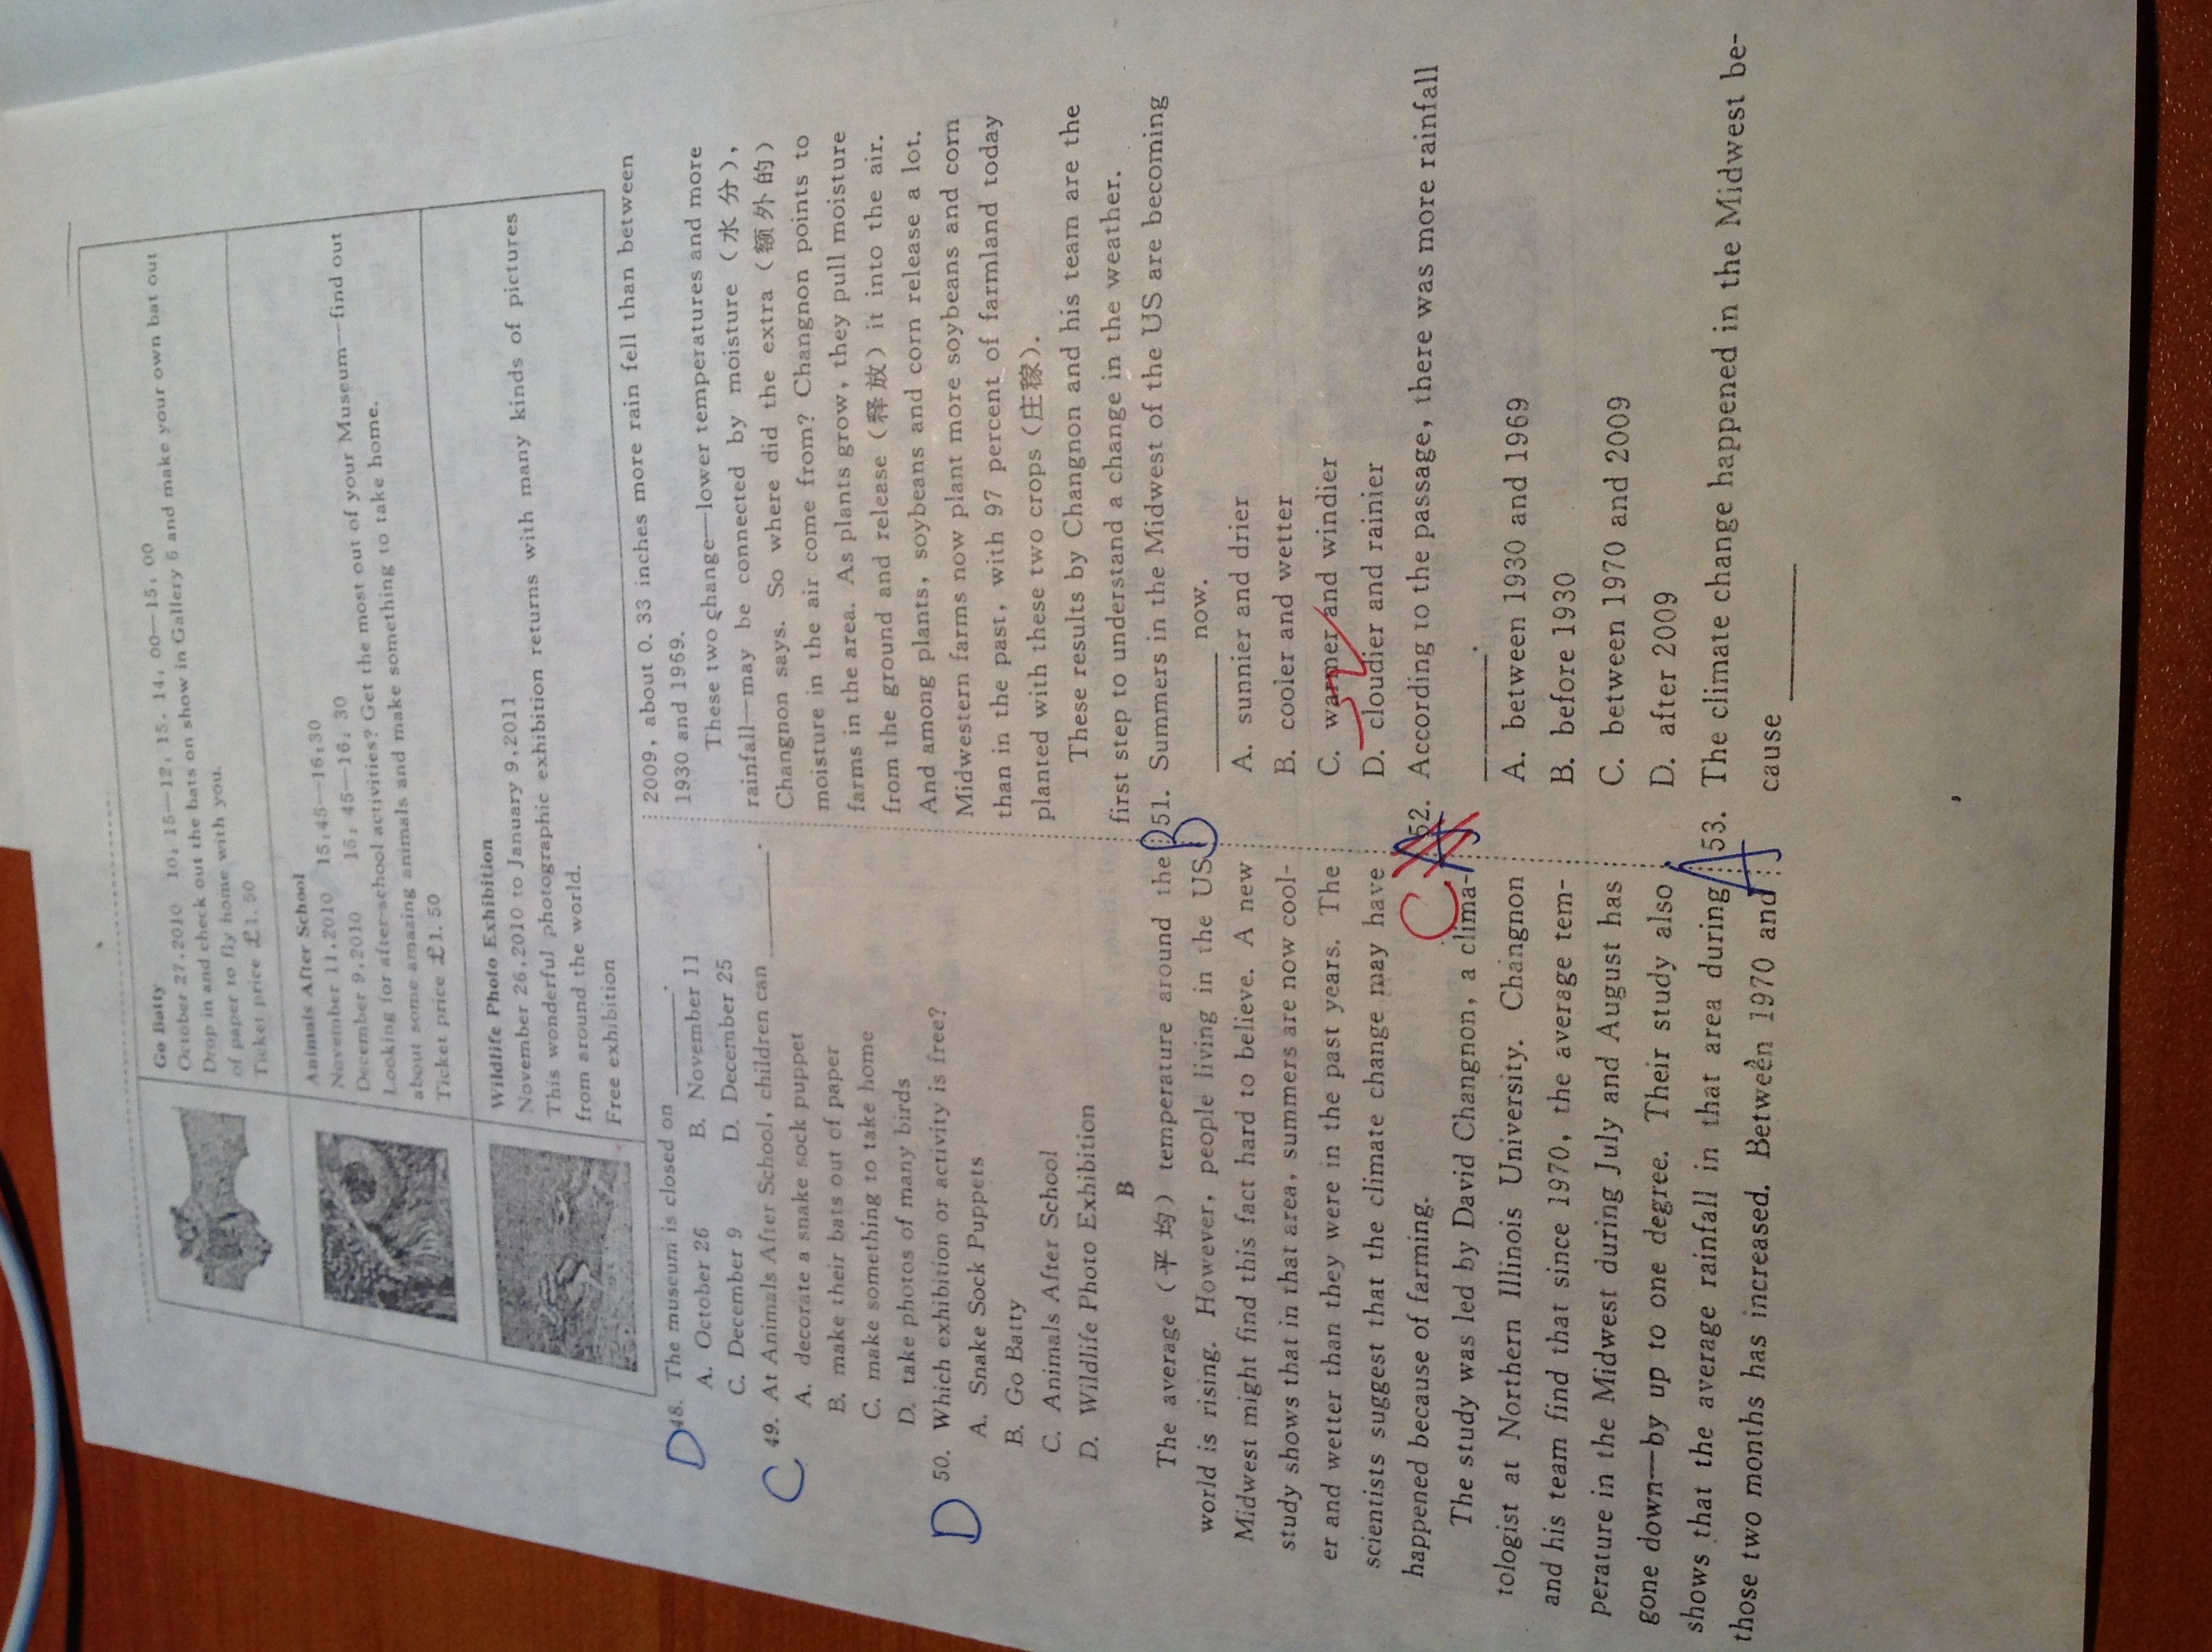 Go Batty
October 27,2010 10:15—12:15, 14:00—15:00
Drop in and check out the bats on show in Gallery 6 and make your own bat out
of paper to fly home with you.
Ticket price £1.50
Animals After School
November 11,2010 15:45—16:30
December 9,2010 15:45—16:30
Looking for after-school activities? Get the most out of your Museum—find out
about some amazing animals and make something to take home.
Ticket price £1.50
Wildlife Photo Exhibition
November 26,2010 to January 9,2011
This wonderful photographic exhibition returns with many kinds of pictures
from around the world.
Free exhibition
D 48. The museum is closed on ________.
A. October 26 B. November 11
C. December 9 D. December 25
C 49. At Animals After School, children can ________.
A. decorate a snake sock puppet
B. make their bats out of paper
C. make something to take home
D. take photos of many birds
D 50. Which exhibition or activity is free?
A. Snake Sock Puppets
B. Go Batty
C. Animals After School
D. Wildlife Photo Exhibition
B
The average (平均) temperature around the
world is rising. However, people living in the US
Midwest might find this fact hard to believe. A new
study shows that in that area, summers are now cool-
er and wetter than they were in the past years. The
scientists suggest that the climate change may have
happened because of farming.
The study was led by David Changnon, a clima-
tologist at Northern Illinois University. Changnon
and his team find that since 1970, the average tem-
perature in the Midwest during July and August has
gone down—by up to one degree. Their study also
shows that the average rainfall in that area during
those two months has increased. Between 1970 and
2009, about 0.33 inches more rain fell than between
1930 and 1969.
These two change—lower temperatures and more
rainfall—may be connected by moisture (水分),
Changnon says. So where did the extra (额外的)
moisture in the air come from? Changnon points to
farms in the area. As plants grow, they pull moisture
from the ground and release (释放) it into the air.
And among plants, soybeans and corn release a lot.
Midwestern farms now plant more soybeans and corn
than in the past, with 97 percent of farmland today
planted with these two crops (庄稼).
These results by Changnon and his team are the
first step to understand a change in the weather.
B 51. Summers in the Midwest of the US are becoming
________ now.
A. sunnier and drier
B. cooler and wetter
C. warmer and windier
D. cloudier and rainier
C A 52. According to the passage, there was more rainfall
________.
A. between 1930 and 1969
B. before 1930
C. between 1970 and 2009
D. after 2009
A 53. The climate change happened in the Midwest be-
cause ________